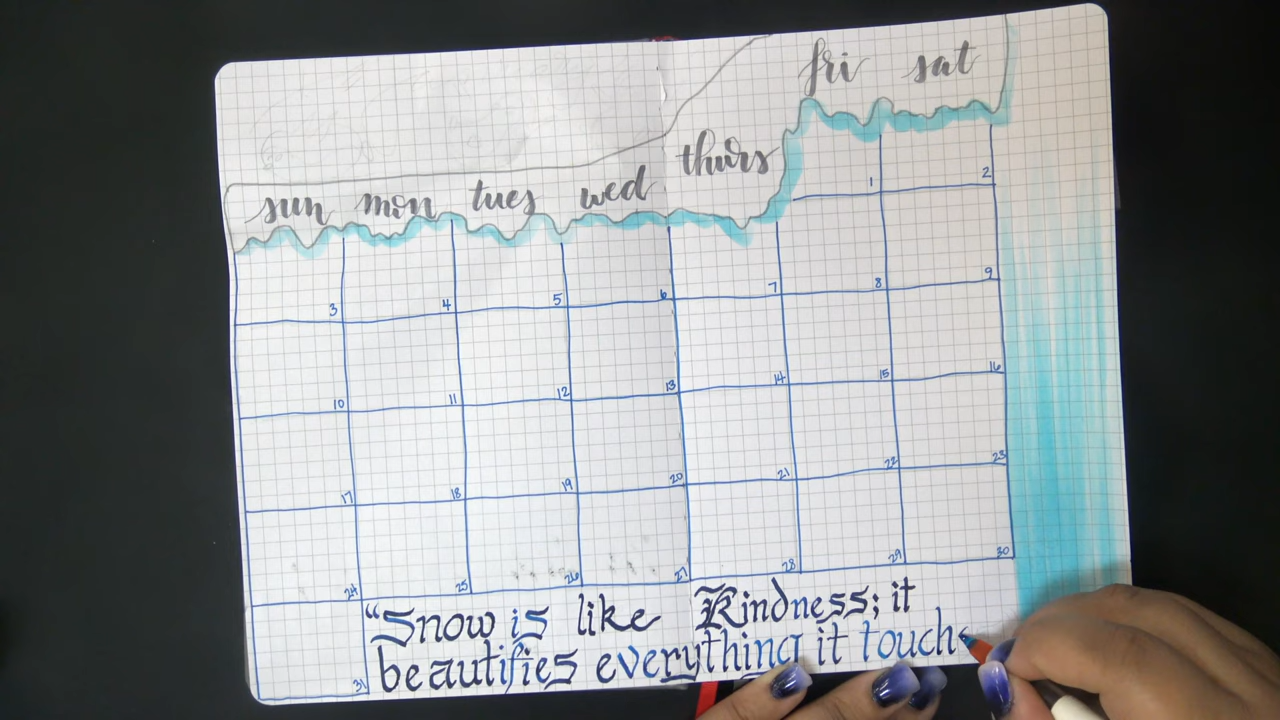 fri sat
sun mon tues wed thurs
1 2
3 4 5 6 7 8 9
10 11 12 13 14 15 16
17 18 19 20 21 22 23
24 25 26 27 28 29 30
31
“Snow is like Kindness; it
beautifies everything it touche